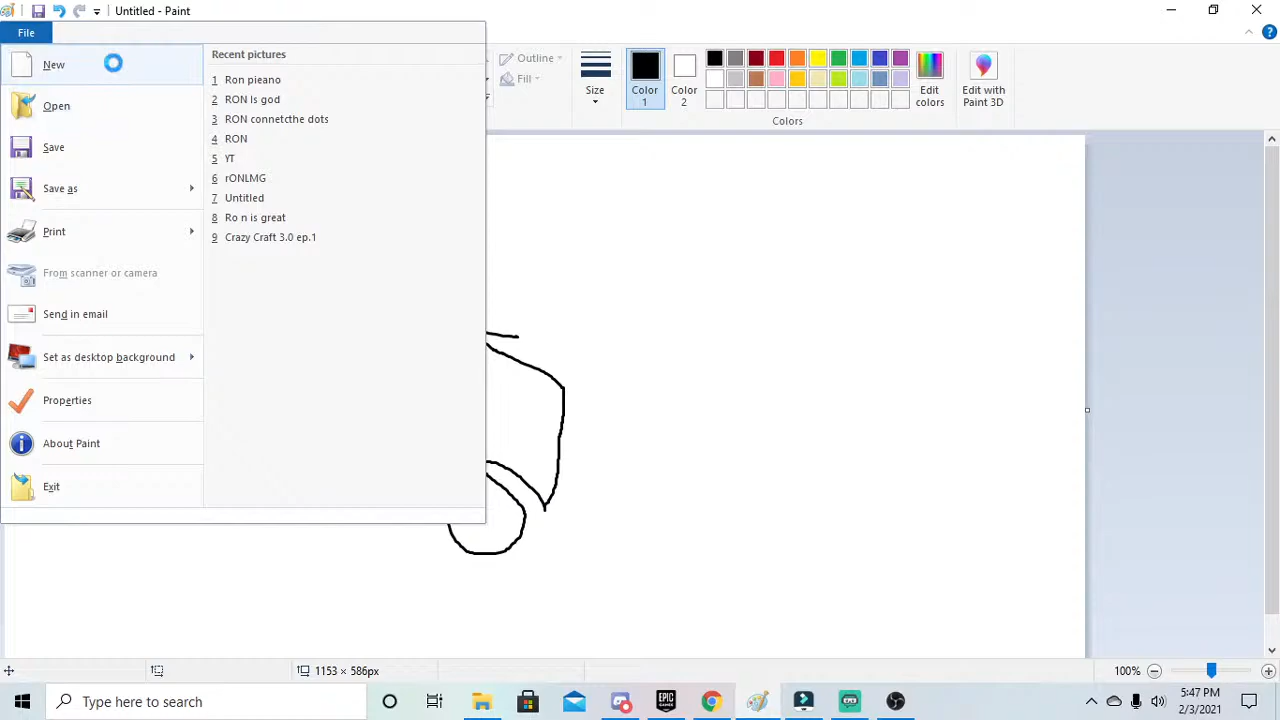 Untitled - Paint
File
New
Open
Save
Save as
Print
From scanner or camera
Send in email
Set as desktop background
Properties
About Paint
Exit
Recent pictures
1 Ron pieano
2 RON Is god
3 RON connetcthe dots
4 RON
5 YT
6 rONLMG
7 Untitled
8 Ro n is great
9 Crazy Craft 3.0 ep.1
Outline
Fill
Size
Color 1
Color 2
Edit colors
Edit with Paint 3D
Colors
1153 × 586px
100%
Type here to search
EPIC GAMES
5:47 PM
2/3/2021